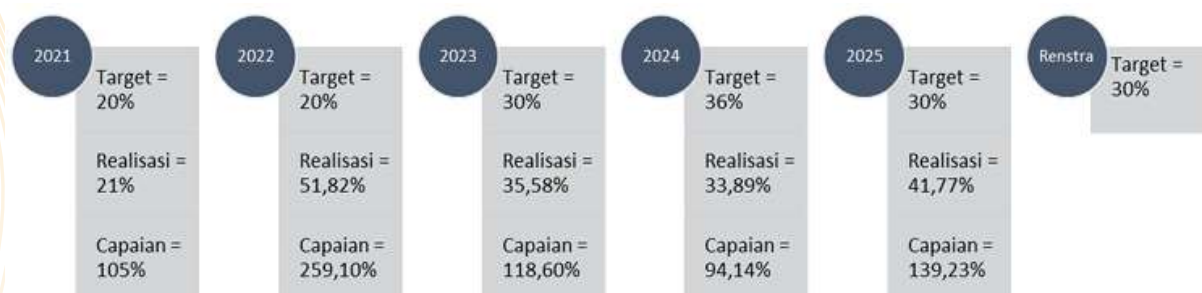 2021
Target =
20%
Realisasi =
21%
Capaian =
105%
2022
Target =
20%
Realisasi =
51,82%
Capaian =
259,10%
2023
Target =
30%
Realisasi =
35,58%
Capaian =
118,60%
2024
Target =
36%
Realisasi =
33,89%
Capaian =
94,14%
2025
Target =
30%
Realisasi =
41,77%
Capaian =
139,23%
Renstra
Target =
30%